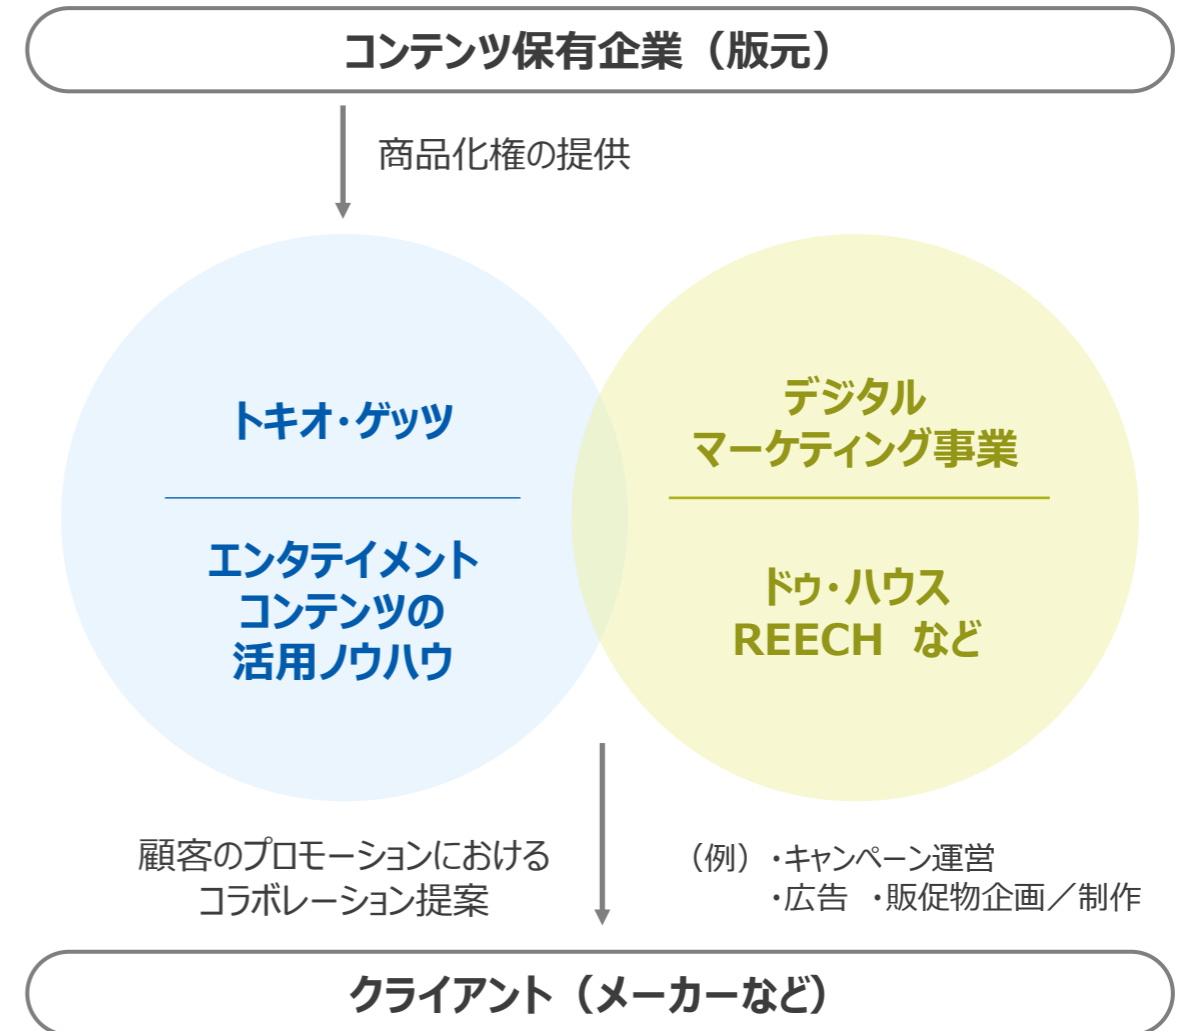 コンテンツ保有企業（版元）
商品化権の提供
トキオ・ゲッツ
エンタテイメント
コンテンツの
活用ノウハウ
デジタル
マーケティング事業
ドゥ・ハウス
REECH など
顧客のプロモーションにおける
コラボレーション提案
（例）・キャンペーン運営
・広告 ・販促物企画／制作
クライアント（メーカーなど）